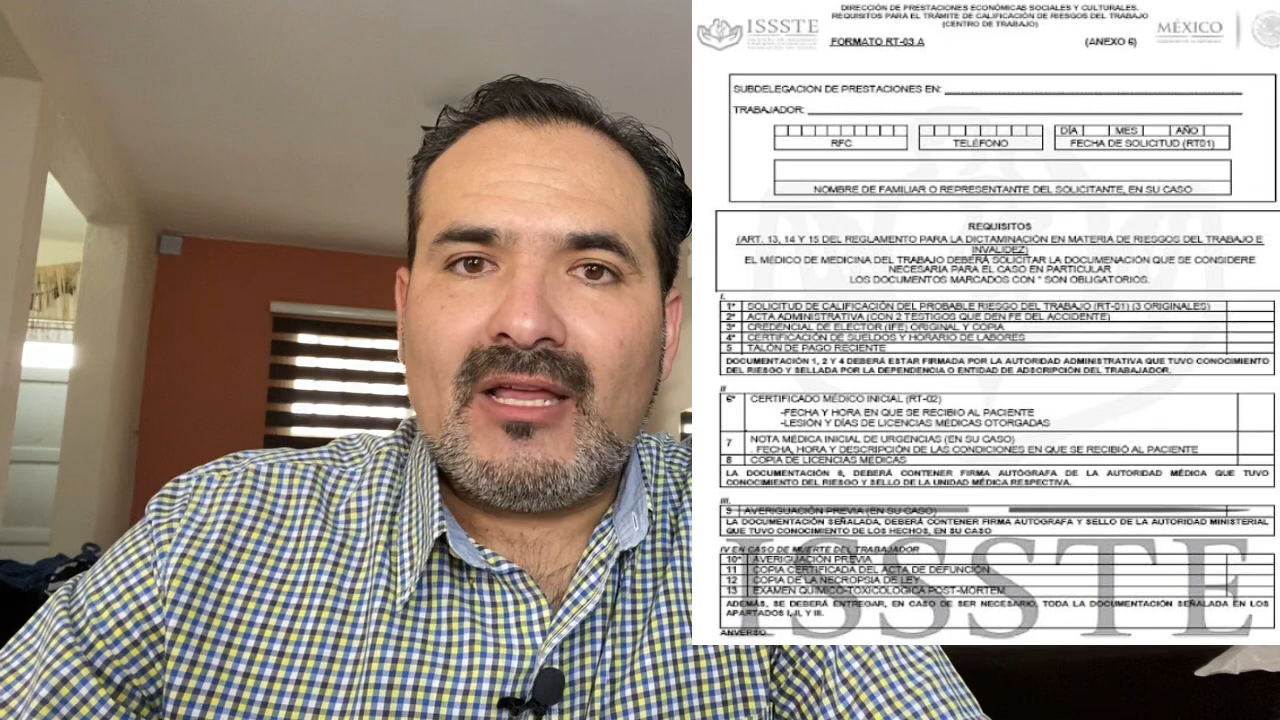 DIRECCIÓN DE PRESTACIONES ECONÓMICAS SOCIALES Y CULTURALES.
REQUISITOS PARA EL TRÁMITE DE CALIFICACIÓN DE RIESGOS DEL TRABAJO
(CENTRO DE TRABAJO)
ISSSTE
MÉXICO
FORMATO RT-03 A
(ANEXO 6)
SUBDELEGACION DE PRESTACIONES EN:
TRABAJADOR:
DÍA MES AÑO
RFC TELÉFONO FECHA DE SOLICITUD (RT01)
NOMBRE DE FAMILIAR O REPRESENTANTE DEL SOLICITANTE, EN SU CASO
REQUISITOS
(ART. 13, 14 Y 15 DEL REGLAMENTO PARA LA DICTAMINACIÓN EN MATERIA DE RIESGOS DEL TRABAJO E
INVALIDEZ)
EL MÉDICO DE MEDICINA DEL TRABAJO DEBERÁ SOLICITAR LA DOCUMENACIÓN QUE SE CONSIDERE
NECESARIA PARA EL CASO EN PARTICULAR
LOS DOCUMENTOS MARCADOS CON * SON OBLIGATORIOS.
I.
1* SOLICITUD DE CALIFICACIÓN DEL PROBABLE RIESGO DEL TRABAJO (RT-01) (3 ORIGINALES)
2* ACTA ADMINISTRATIVA (CON 2 TESTIGOS QUE DEN FE DEL ACCIDENTE)
3* CREDENCIAL DE ELECTOR (IFE) ORIGINAL Y COPIA
4* CERTIFICACIÓN DE SUELDOS Y HORARIO DE LABORES
5 TALÓN DE PAGO RECIENTE
DOCUMENTACIÓN 1, 2 Y 4 DEBERÁ ESTAR FIRMADA POR LA AUTORIDAD ADMINISTRATIVA QUE TUVO CONOCIMIENTO
DEL RIESGO Y SELLADA POR LA DEPENDENCIA O ENTIDAD DE ADSCRIPCIÓN DEL TRABAJADOR.
II
6* CERTIFICADO MÉDICO INICIAL (RT-02)
-FECHA Y HORA EN QUE SE RECIBIO AL PACIENTE
-LESIÓN Y DÍAS DE LICENCIAS MÉDICAS OTORGADAS
7 NOTA MÉDICA INICIAL DE URGENCIAS (EN SU CASO)
. FECHA, HORA Y DESCRIPCIÓN DE LAS CONDICIONES EN QUE SE RECIBIÓ AL PACIENTE
8 COPIA DE LICENCIAS MÉDICAS
LA DOCUMENTACIÓN 6, DEBERÁ CONTENER FIRMA AUTÓGRAFA DE LA AUTORIDAD MÉDICA QUE TUVO
CONOCIMIENTO DEL RIESGO Y SELLO DE LA UNIDAD MÉDICA RESPECTIVA.
III.
9 AVERIGUACIÓN PREVIA (EN SU CASO)
LA DOCUMENTACIÓN SEÑALADA, DEBERÁ CONTENER FIRMA AUTOGRAFA Y SELLO DE LA AUTORIDAD MINISTERIAL
QUE TUVO CONOCIMIENTO DE LOS HECHOS, EN SU CASO
IV EN CASO DE MUERTE DEL TRABAJADOR
10* AVERIGUACIÓN PREVIA
11 COPIA CERTIFICADA DEL ACTA DE DEFUNCIÓN
12 COPIA DE LA NECROPSIA DE LEY
13 EXAMEN QUÍMICO-TOXICOLOGICA POST-MORTEM
ADEMÁS, SE DEBERÁ ENTREGAR, EN CASO DE SER NECESARIO, TODA LA DOCUMENTACIÓN SEÑALADA EN LOS
APARTADOS I, II, Y III.
ANVERSO
ISSSTE